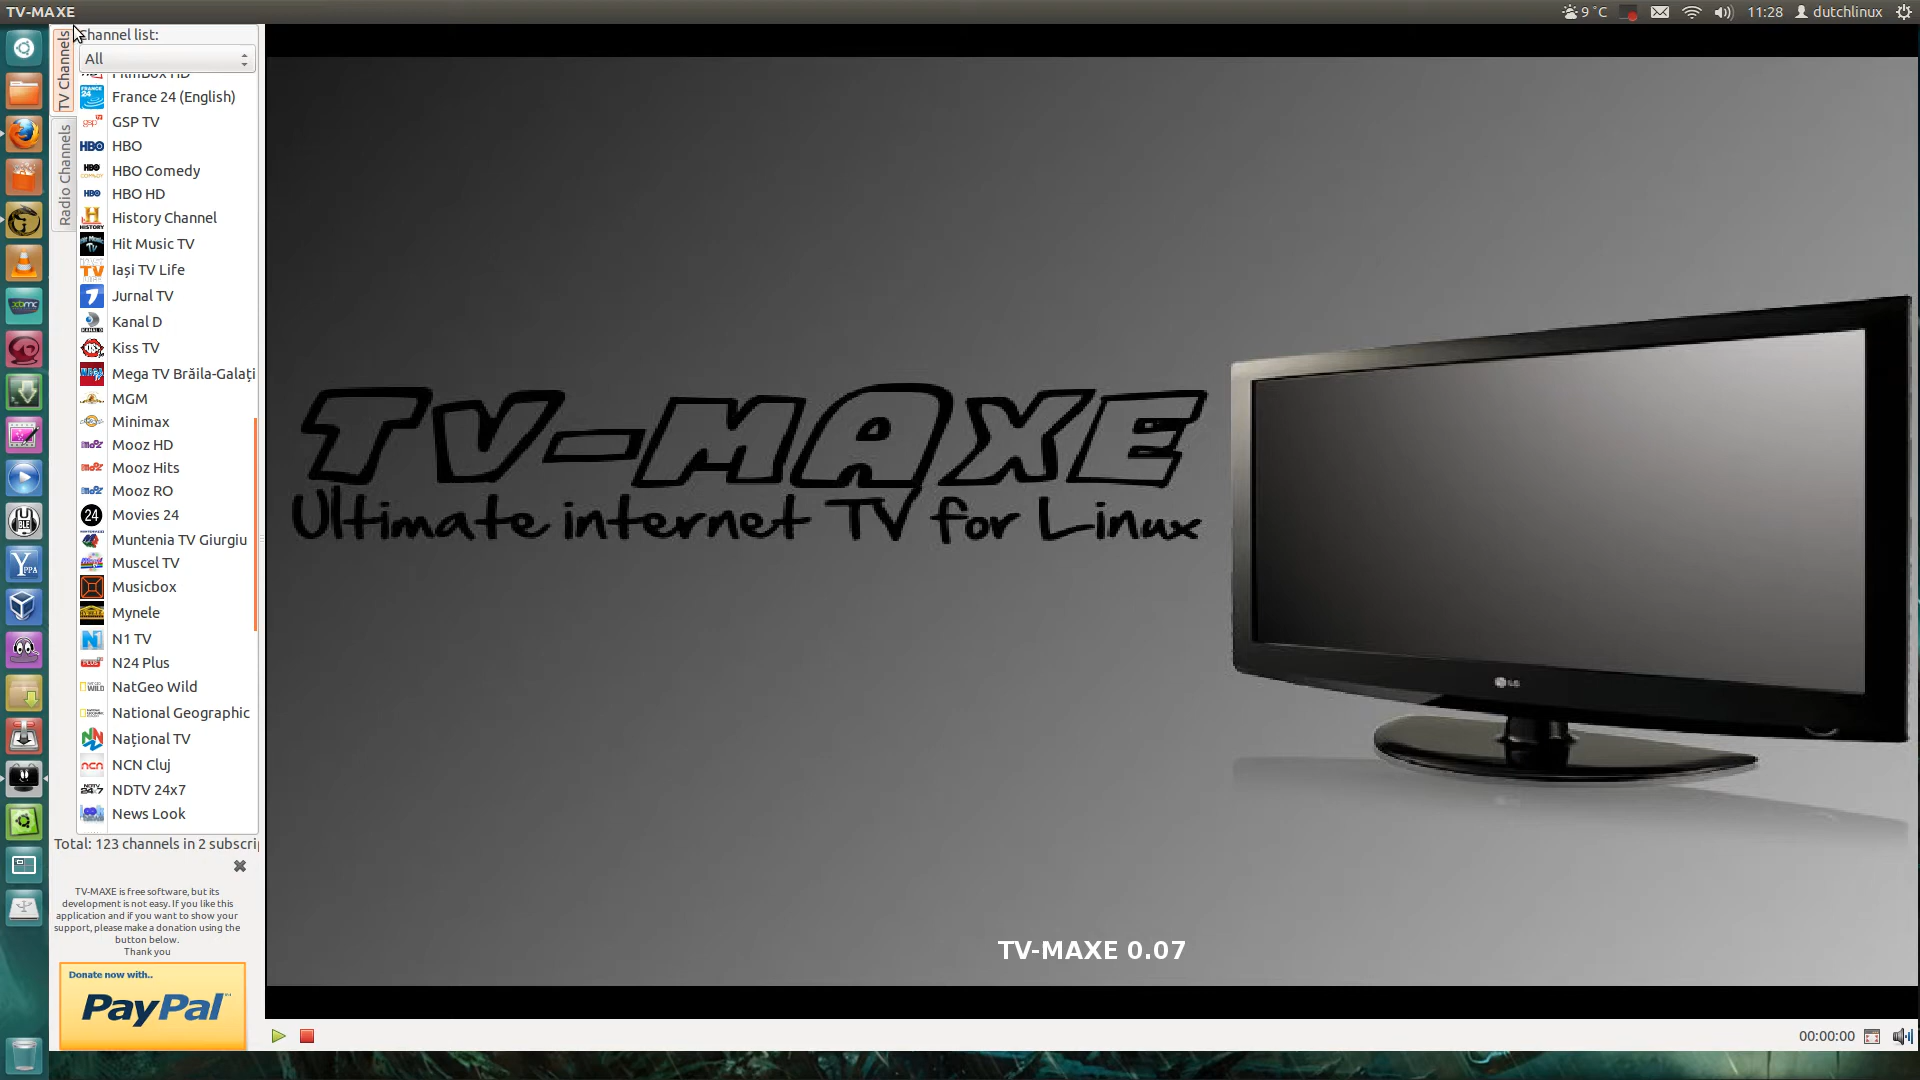 TV-MAXE
9 °C
11:28
dutchlinux
TV Channels
Radio Channels
Channel list:
All
FilmBox HD
France 24 (English)
GSP TV
HBO
HBO Comedy
HBO HD
History Channel
Hit Music TV
Iași TV Life
Jurnal TV
Kanal D
Kiss TV
Mega TV Brăila-Galați
MGM
Minimax
Mooz HD
Mooz Hits
Mooz RO
Movies 24
Muntenia TV Giurgiu
Muscel TV
Musicbox
Mynele
N1 TV
N24 Plus
NatGeo Wild
National Geographic
Național TV
NCN Cluj
NDTV 24x7
News Look
Total: 123 channels in 2 subscri
TV-MAXE is free software, but its
development is not easy. If you like this
application and if you want to show your
support, please make a donation using the
button below.
Thank you
Donate now with..
PayPal
TV-MAXE
Ultimate internet TV for Linux
LG
TV-MAXE 0.07
00:00:00